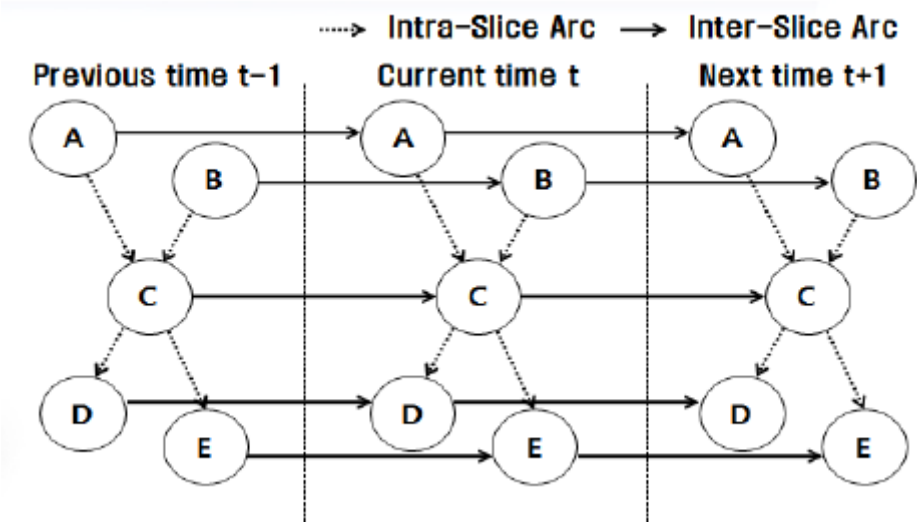 Intra-Slice Arc Inter-Slice Arc
Previous time t-1 Current time t Next time t+1
A A A
B B B
C C C
D D D
E E E